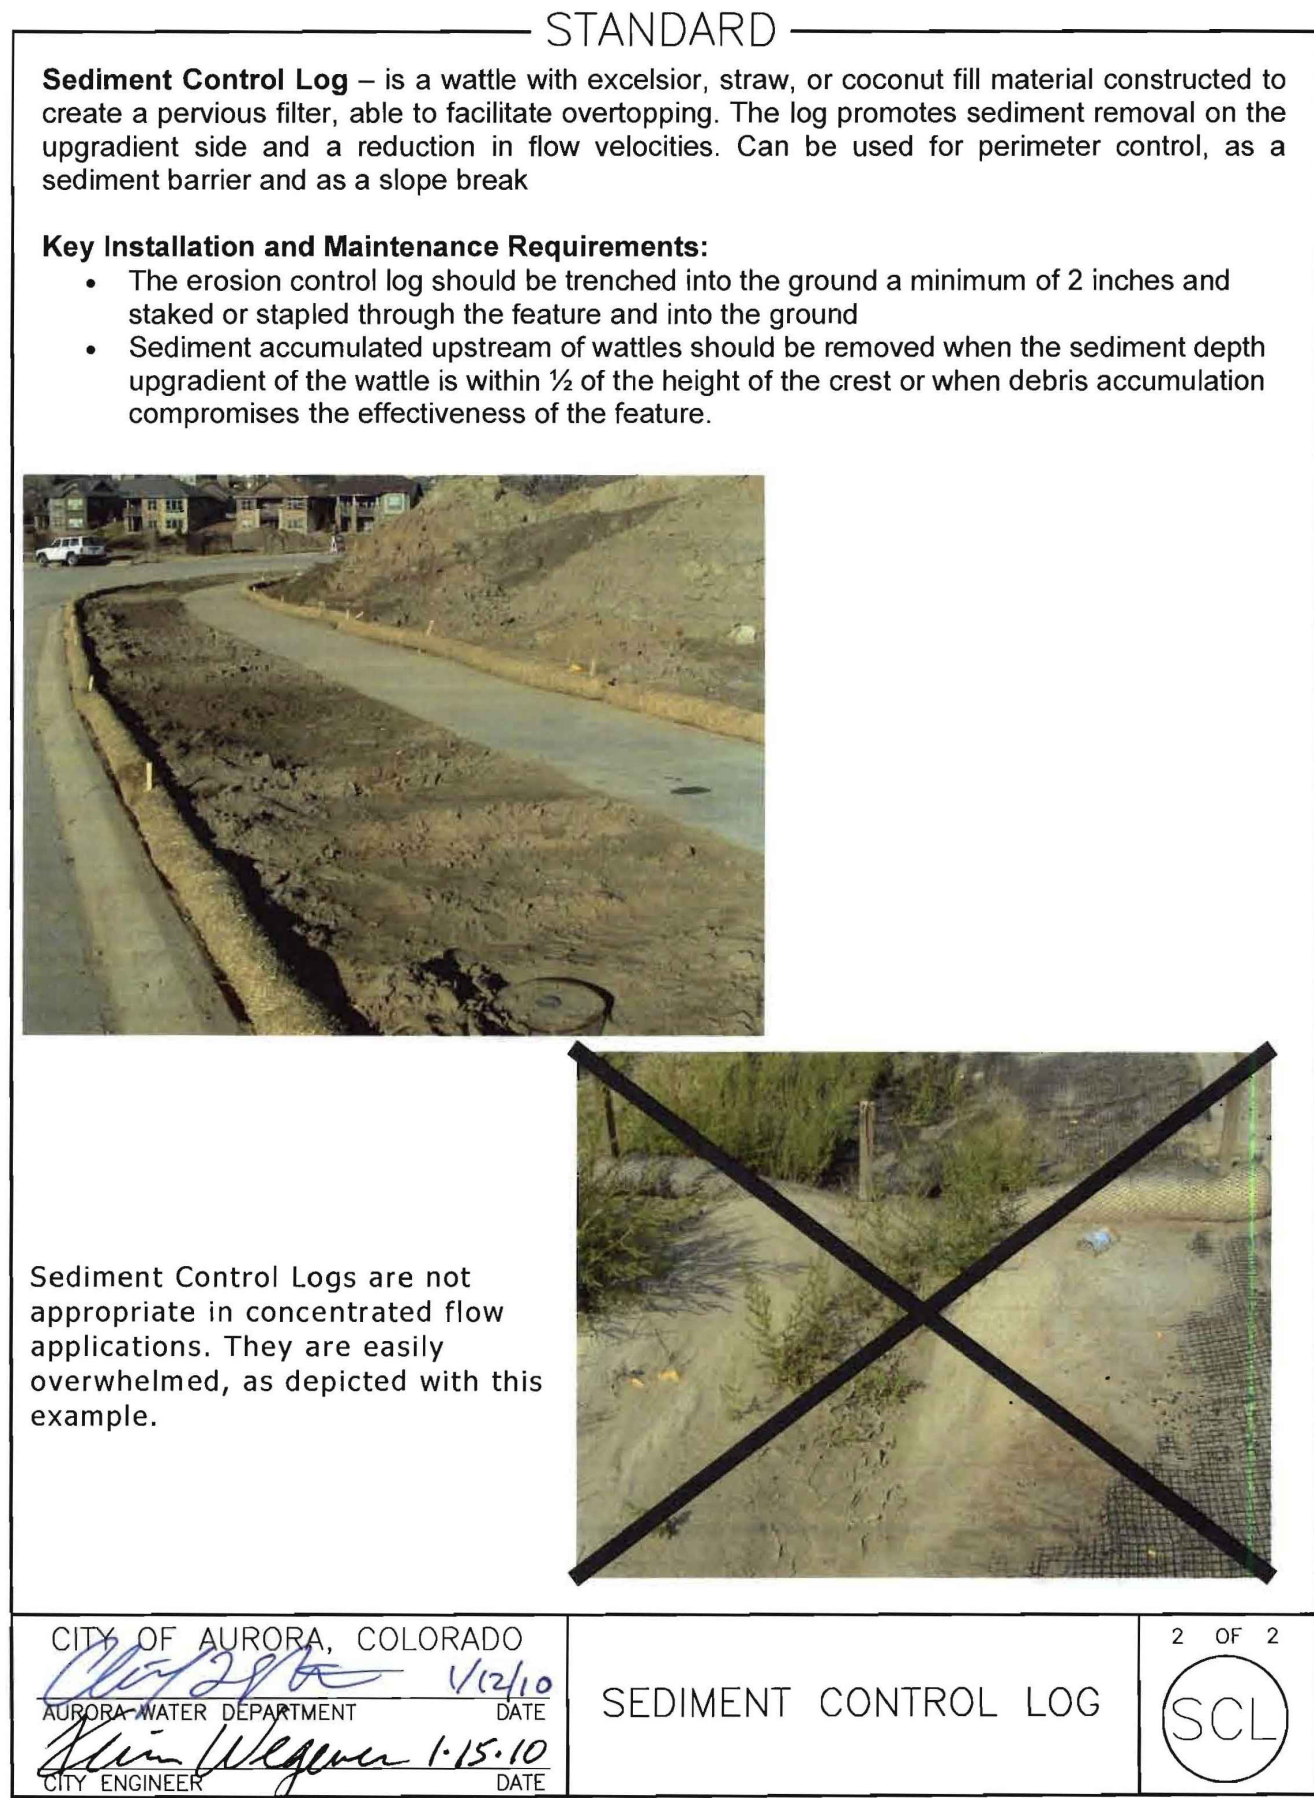 STANDARD
Sediment Control Log – is a wattle with excelsior, straw, or coconut fill material constructed to
create a pervious filter, able to facilitate overtopping. The log promotes sediment removal on the
upgradient side and a reduction in flow velocities. Can be used for perimeter control, as a
sediment barrier and as a slope break
Key Installation and Maintenance Requirements:
• The erosion control log should be trenched into the ground a minimum of 2 inches and
staked or stapled through the feature and into the ground
• Sediment accumulated upstream of wattles should be removed when the sediment depth
upgradient of the wattle is within ½ of the height of the crest or when debris accumulation
compromises the effectiveness of the feature.
Sediment Control Logs are not
appropriate in concentrated flow
applications. They are easily
overwhelmed, as depicted with this
example.
CITY OF AURORA, COLORADO
1/12/10
AURORA WATER DEPARTMENT DATE
Wegener 1·15·10
CITY ENGINEER DATE
SEDIMENT CONTROL LOG
2 OF 2
SCL